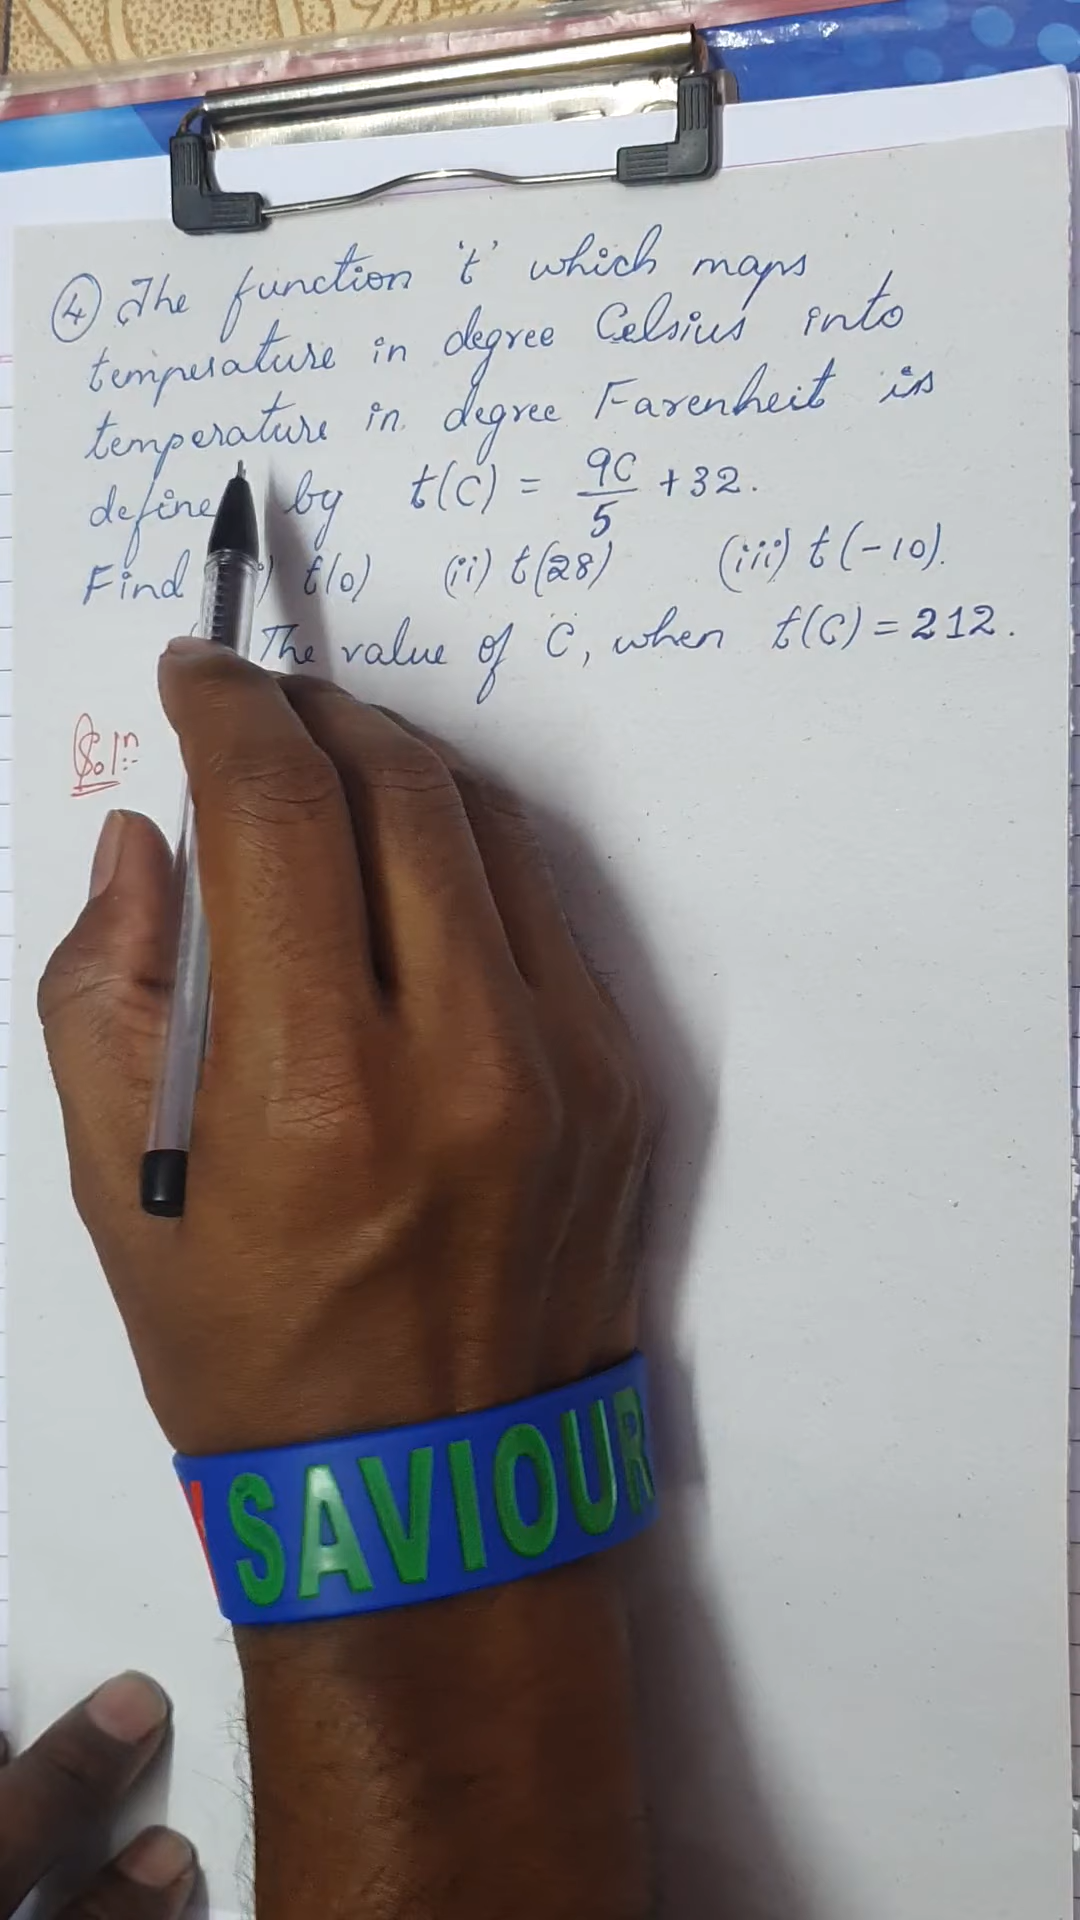 ④ The function 't' which maps
temperature in degree Celsius into
temperature in degree Farenheit is
define by t(C) = 9C/5 + 32.
Find ) t(0) (ii) t(28) (iii) t(-10).
The value of C, when t(C) = 212.
Soln:-
SAVIOUR